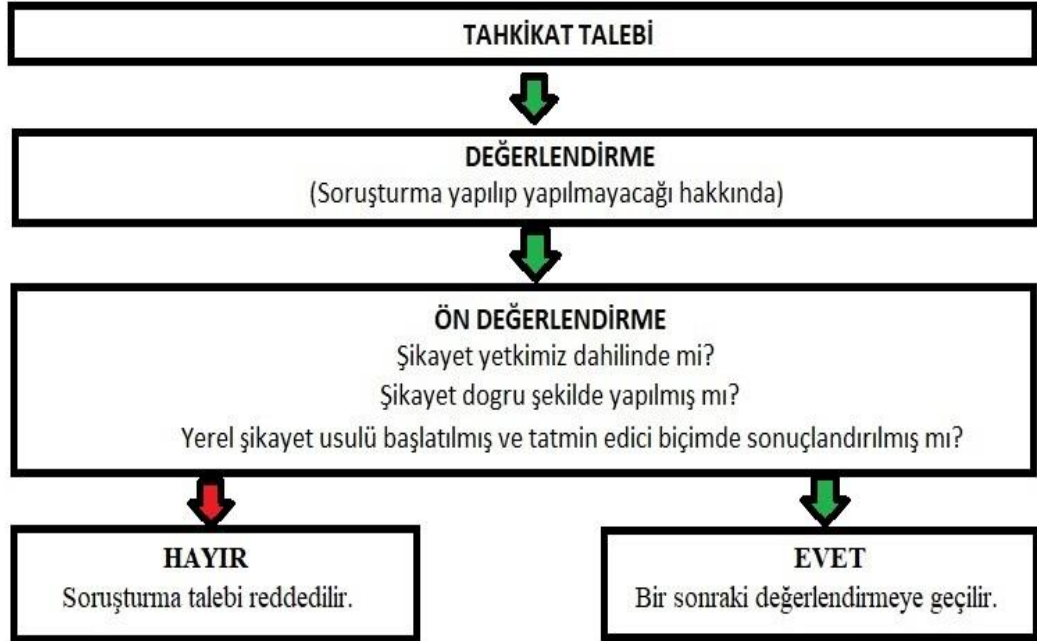 TAHKİKAT TALEBİ
DEĞERLENDİRME
(Soruşturma yapılıp yapılmayacağı hakkında)
ÖN DEĞERLENDİRME
Şikayet yetkimiz dahilinde mi?
Şikayet dogru şekilde yapılmış mı?
Yerel şikayet usulü başlatılmış ve tatmin edici biçimde sonuçlandırılmış mı?
HAYIR
Soruşturma talebi reddedilir.
EVET
Bir sonraki değerlendirmeye geçilir.